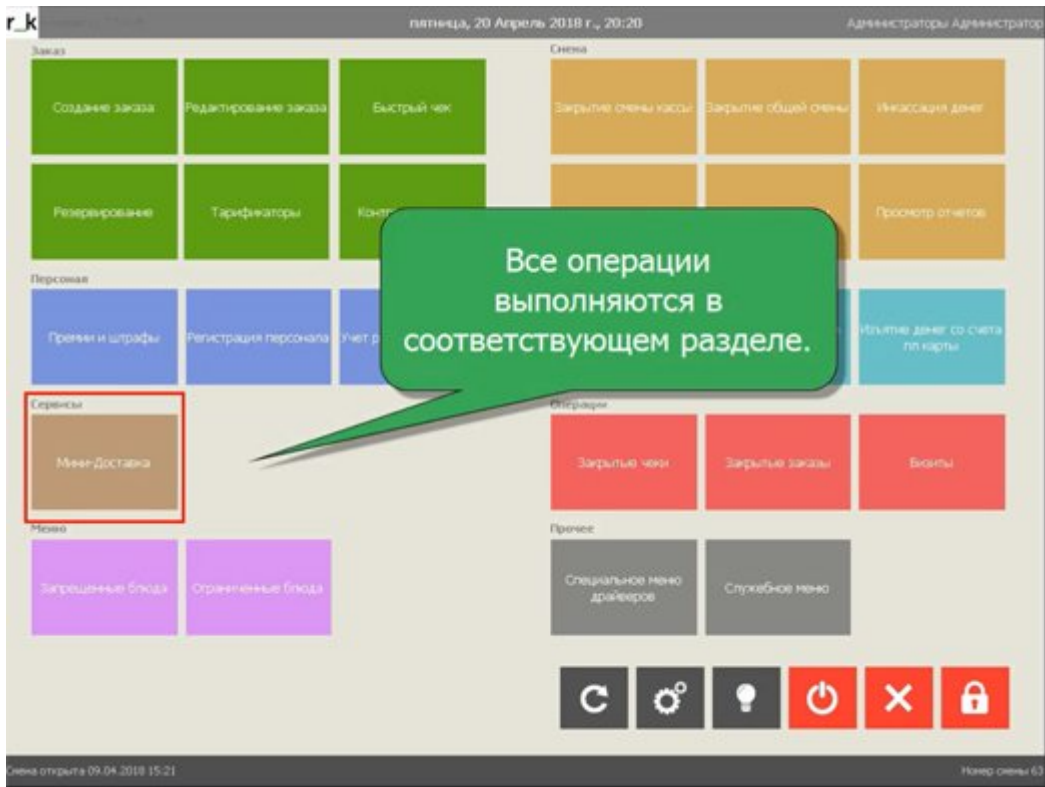 r_k
пятница, 20 Апрель 2018 г., 20:20
Администраторы Администратор
Заказ
Создание заказа
Редактирование заказа
Быстрый чек
Резервирование
Тарификаторы
Смена
Закрытие смены кассы
Закрытие общей смены
Инкассация денег
Просмотр отчетов
Все операции
выполняются в
соответствующем разделе.
Персонал
Премии и штрафы
Регистрация персонала
Изъятие денег со счета
пл карты
Сервисы
Мини-Доставка
Операции
Закрытые чеки
Закрытые заказы
Визиты
Меню
Запрещенные блюда
Ограниченные блюда
Прочее
Специальное меню
драйверов
Служебное меню
Смена открыта 09.04.2018 15:21
Номер смены 63